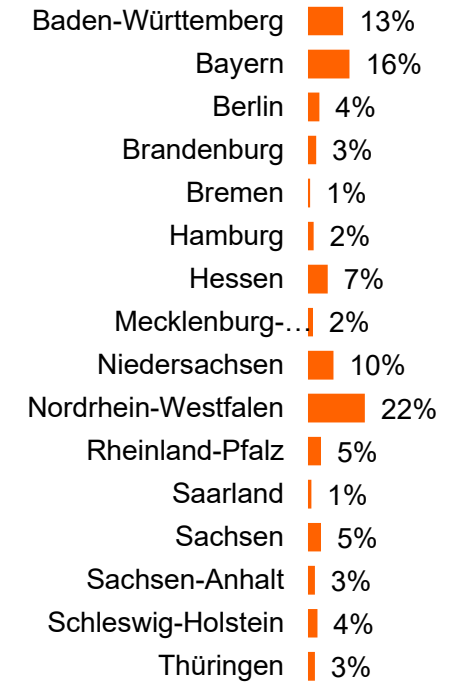 Baden-Württemberg 13%
Bayern 16%
Berlin 4%
Brandenburg 3%
Bremen 1%
Hamburg 2%
Hessen 7%
Mecklenburg-… 2%
Niedersachsen 10%
Nordrhein-Westfalen 22%
Rheinland-Pfalz 5%
Saarland 1%
Sachsen 5%
Sachsen-Anhalt 3%
Schleswig-Holstein 4%
Thüringen 3%